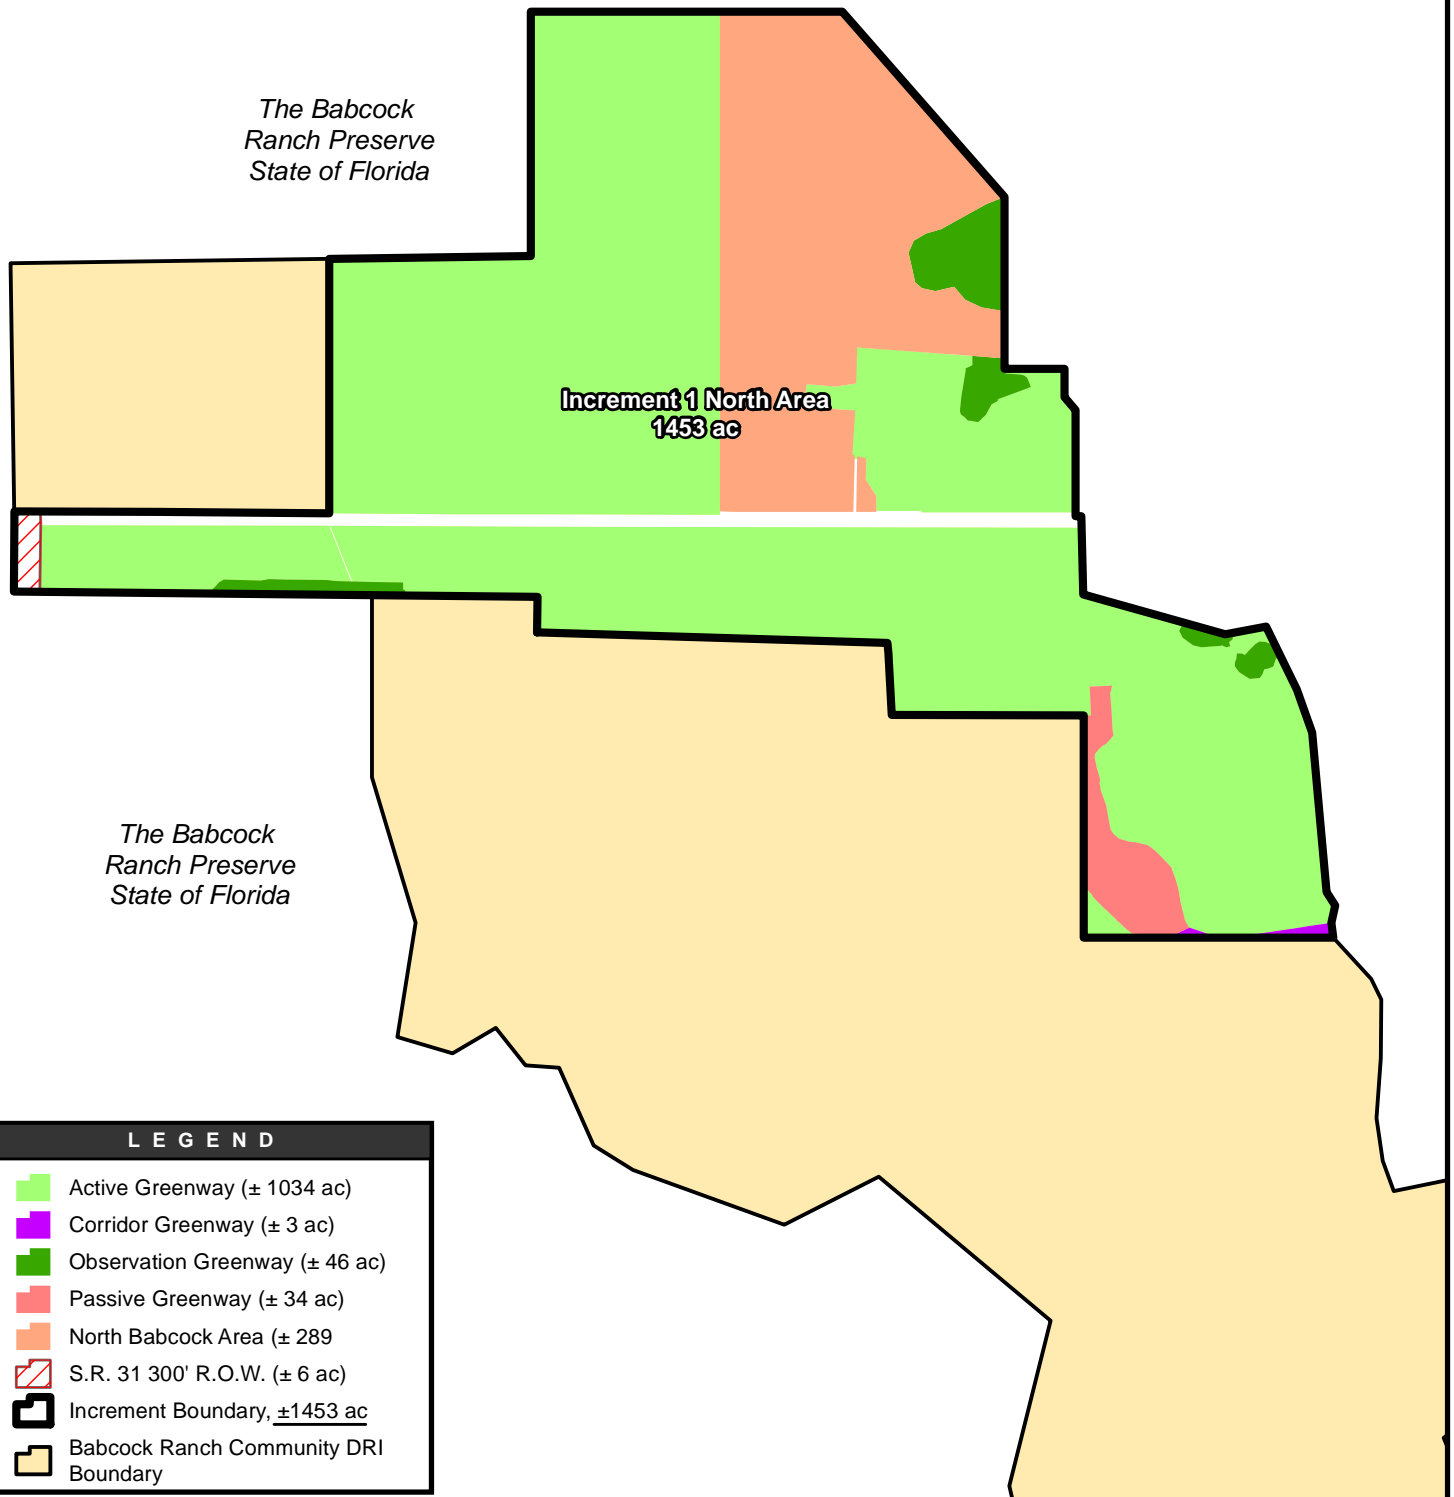 The Babcock
Ranch Preserve
State of Florida
Increment 1 North Area
1453 ac
The Babcock
Ranch Preserve
State of Florida
LEGEND
Active Greenway (± 1034 ac)
Corridor Greenway (± 3 ac)
Observation Greenway (± 46 ac)
Passive Greenway (± 34 ac)
North Babcock Area (± 289
S.R. 31 300' R.O.W. (± 6 ac)
Increment Boundary, ±1453 ac
Babcock Ranch Community DRI
Boundary